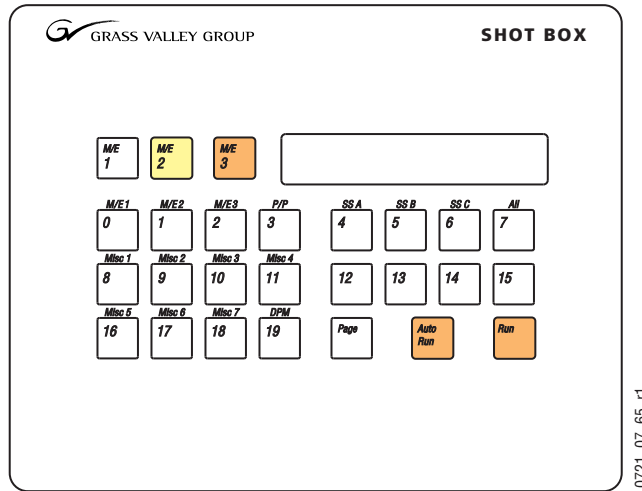 GRASS VALLEY GROUP
SHOT BOX
M/E 1
M/E 2
M/E 3
M/E1 M/E2 M/E3 P/P SS A SS B SS C All
0 1 2 3 4 5 6 7
Misc 1 Misc 2 Misc 3 Misc 4
8 9 10 11 12 13 14 15
Misc 5 Misc 6 Misc 7 DPM
16 17 18 19 Page Auto Run Run
0721_07_65_r1